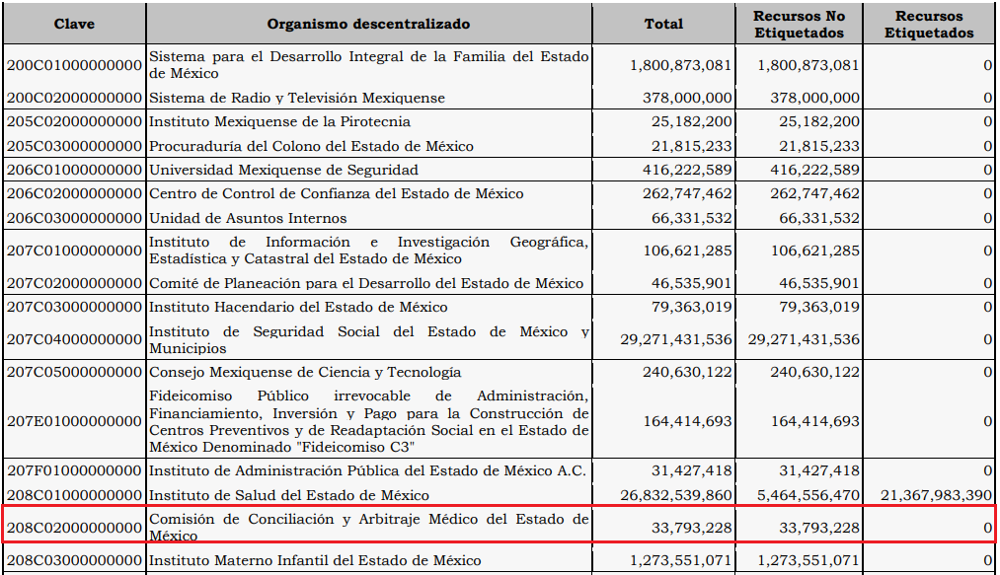 Clave Organismo descentralizado Total Recursos No Etiquetados Recursos Etiquetados
200C01000000000 Sistema para el Desarrollo Integral de la Familia del Estado de México 1,800,873,081 1,800,873,081 0
200C02000000000 Sistema de Radio y Televisión Mexiquense 378,000,000 378,000,000 0
205C02000000000 Instituto Mexiquense de la Pirotecnia 25,182,200 25,182,200 0
205C03000000000 Procuraduría del Colono del Estado de México 21,815,233 21,815,233 0
206C01000000000 Universidad Mexiquense de Seguridad 416,222,589 416,222,589 0
206C02000000000 Centro de Control de Confianza del Estado de México 262,747,462 262,747,462 0
206C03000000000 Unidad de Asuntos Internos 66,331,532 66,331,532 0
207C01000000000 Instituto de Información e Investigación Geográfica, Estadística y Catastral del Estado de México 106,621,285 106,621,285 0
207C02000000000 Comité de Planeación para el Desarrollo del Estado de México 46,535,901 46,535,901 0
207C03000000000 Instituto Hacendario del Estado de México 79,363,019 79,363,019 0
207C04000000000 Instituto de Seguridad Social del Estado de México y Municipios 29,271,431,536 29,271,431,536 0
207C05000000000 Consejo Mexiquense de Ciencia y Tecnología 240,630,122 240,630,122 0
207E01000000000 Fideicomiso Público irrevocable de Administración, Financiamiento, Inversión y Pago para la Construcción de Centros Preventivos y de Readaptación Social en el Estado de México Denominado "Fideicomiso C3" 164,414,693 164,414,693 0
207F01000000000 Instituto de Administración Pública del Estado de México A.C. 31,427,418 31,427,418 0
208C01000000000 Instituto de Salud del Estado de México 26,832,539,860 5,464,556,470 21,367,983,390
208C02000000000 Comisión de Conciliación y Arbitraje Médico del Estado de México 33,793,228 33,793,228 0
208C03000000000 Instituto Materno Infantil del Estado de México 1,273,551,071 1,273,551,071 0